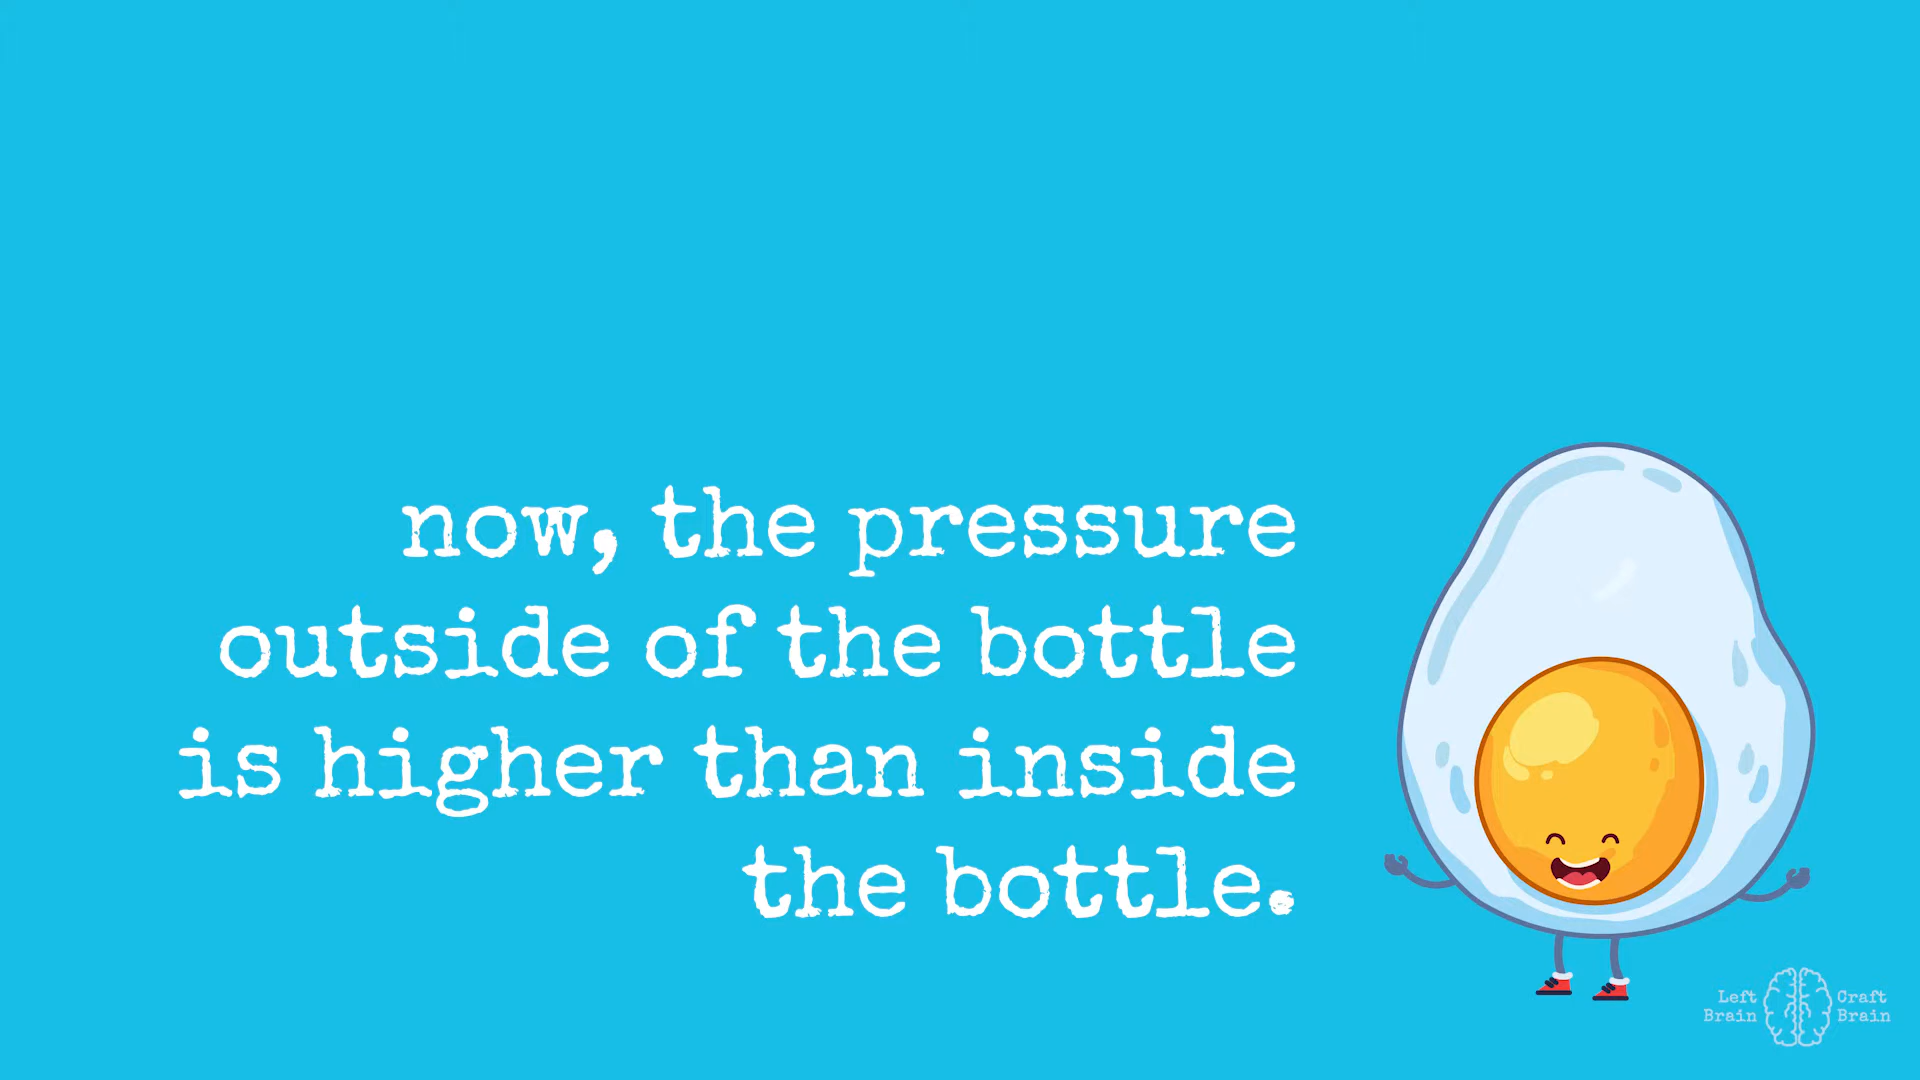 now, the pressure
outside of the bottle
is higher than inside
the bottle.
Left Craft
Brain Brain